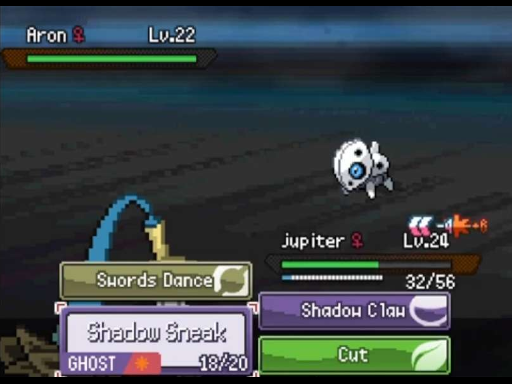 Aron♀ Lv.22
jupiter♀ Lv.24
32/56
Swords Dance
Shadow Claw
Shadow Sneak
GHOST 18/20
Cut